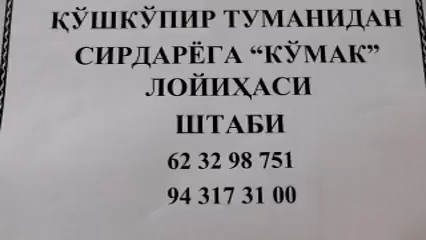 ҚЎШКЎПИР ТУМАНИДАН
СИРДАРЁГА “КЎМАК”
ЛОЙИҲАСИ
ШТАБИ
62 32 98 751
94 317 31 00